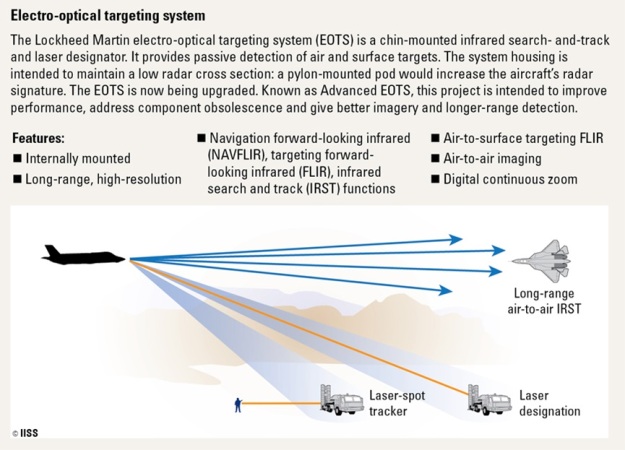 Electro-optical targeting system
The Lockheed Martin electro-optical targeting system (EOTS) is a chin-mounted infrared search- and-track
and laser designator. It provides passive detection of air and surface targets. The system housing is
intended to maintain a low radar cross section: a pylon-mounted pod would increase the aircraft’s radar
signature. The EOTS is now being upgraded. Known as Advanced EOTS, this project is intended to improve
performance, address component obsolescence and give better imagery and longer-range detection.
Features:
■ Internally mounted
■ Long-range, high-resolution
■ Navigation forward-looking infrared
(NAVFLIR), targeting forward-
looking infrared (FLIR), infrared
search and track (IRST) functions
■ Air-to-surface targeting FLIR
■ Air-to-air imaging
■ Digital continuous zoom
Long-range
air-to-air IRST
Laser-spot
tracker
Laser
designation
© IISS